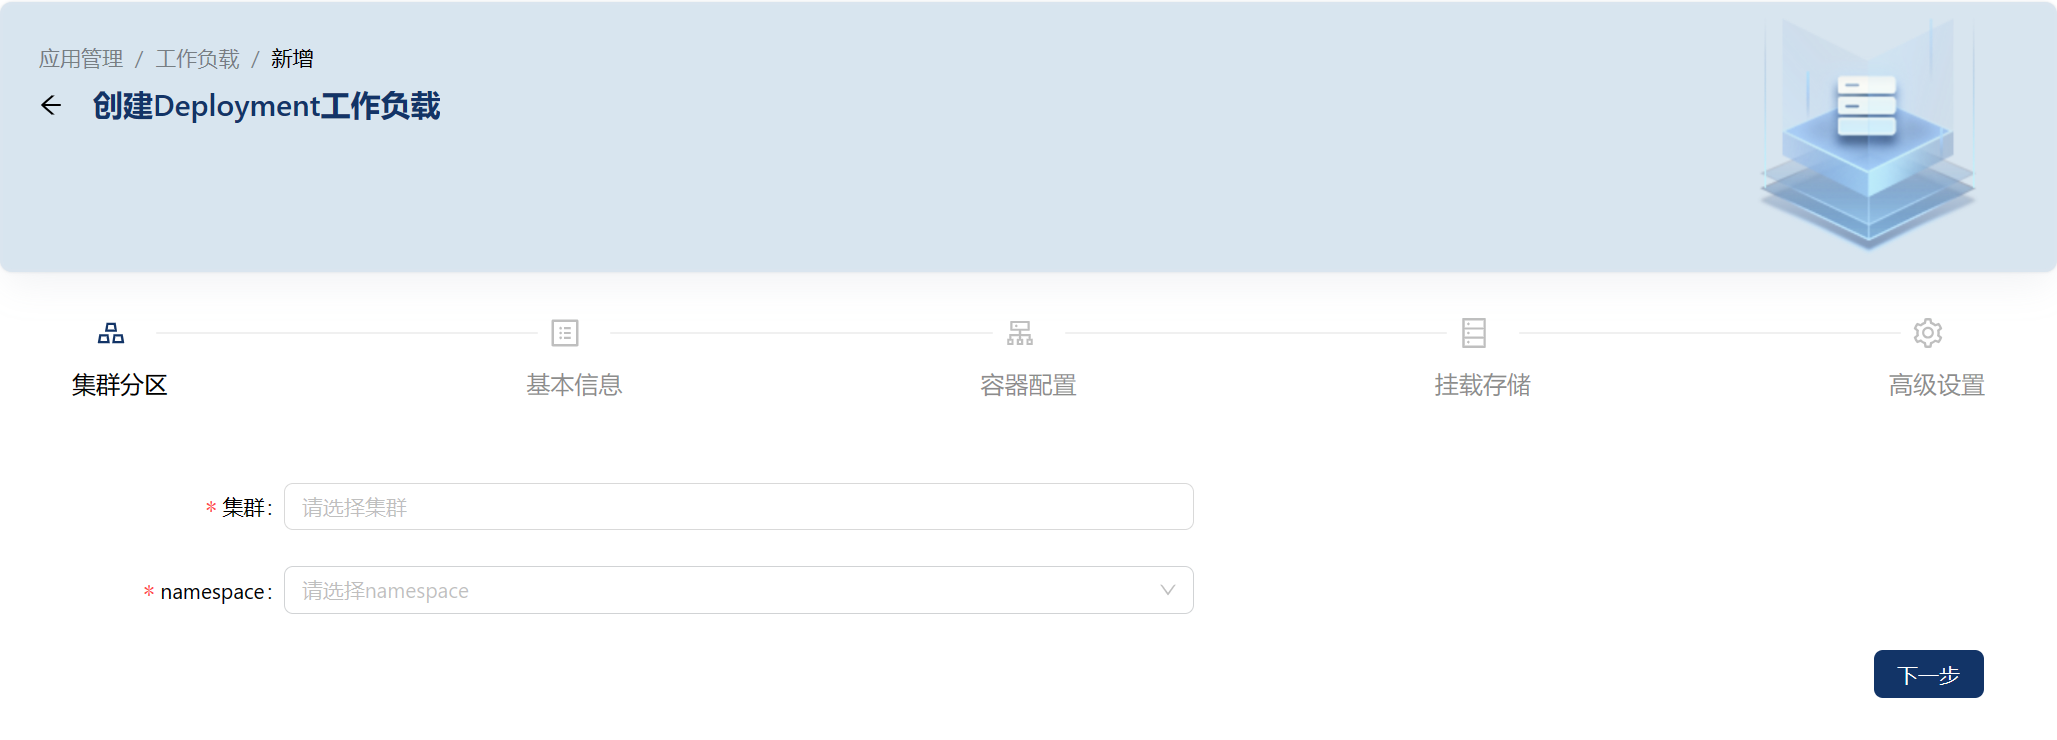 应用管理 / 工作负载 / 新增
创建Deployment工作负载
集群分区 基本信息 容器配置 挂载存储 高级设置
* 集群: 请选择集群
* namespace: 请选择namespace
下一步